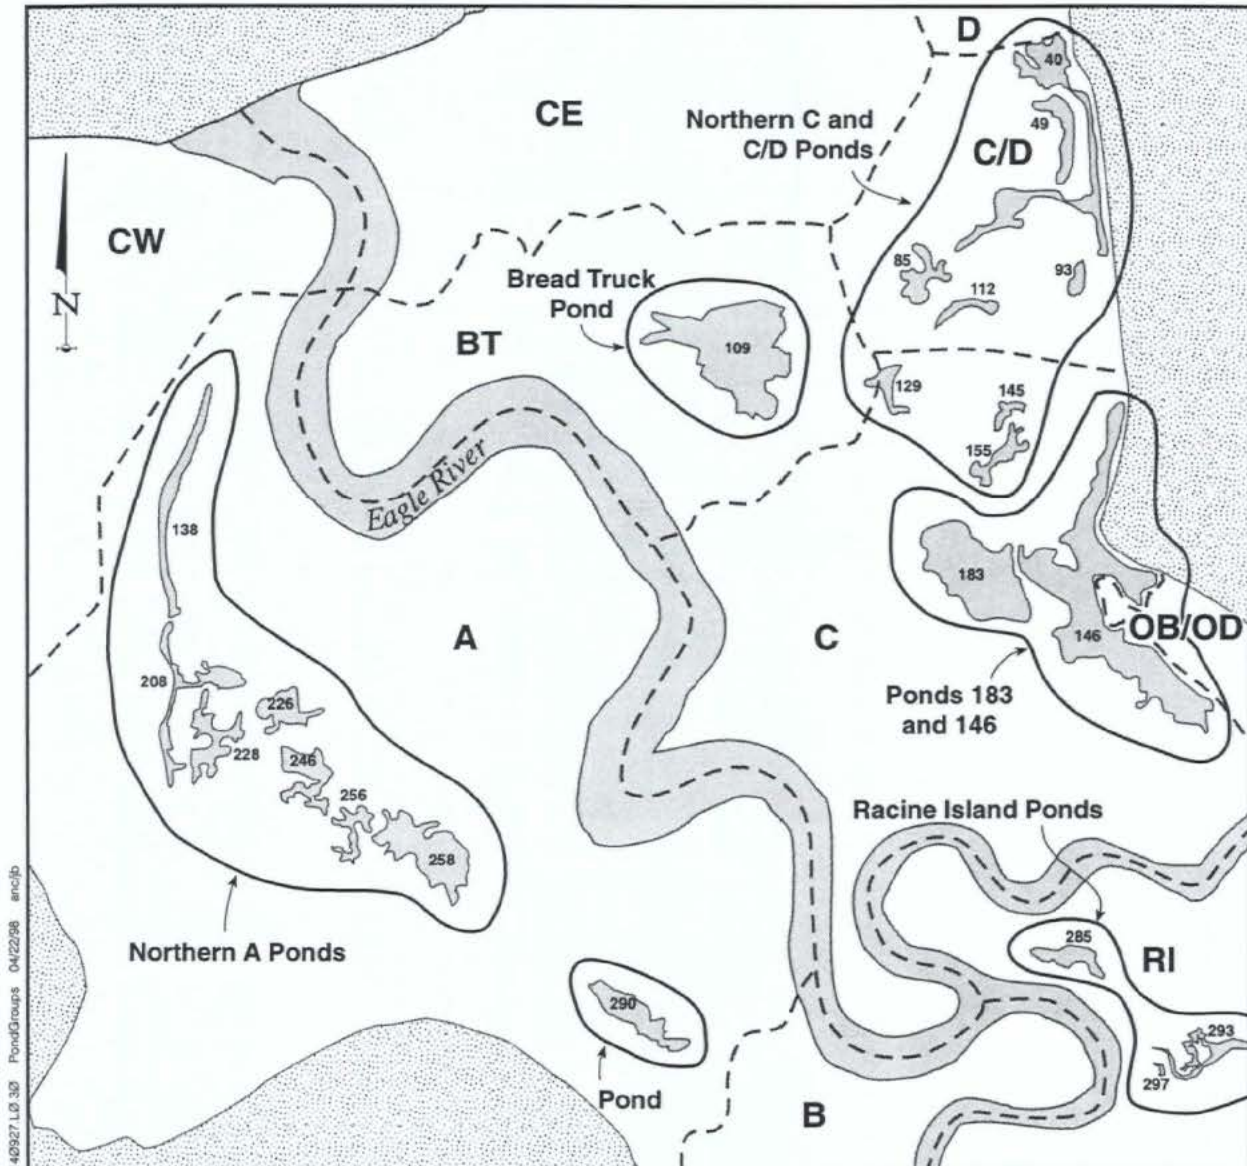 D
40
CE
Northern C and
C/D Ponds
49
C/D
CW
85
93
Bread Truck
Pond
112
N
BT
109
129
145
155
Eagle River
138
183
A
C
146
OB/OD
208
226
Ponds 183
and 146
228
246
256
Racine Island Ponds
258
Northern A Ponds
285
RI
290
293
297
Pond
B
40927.L0 30 PondGroups 04/22/98 anc/jb